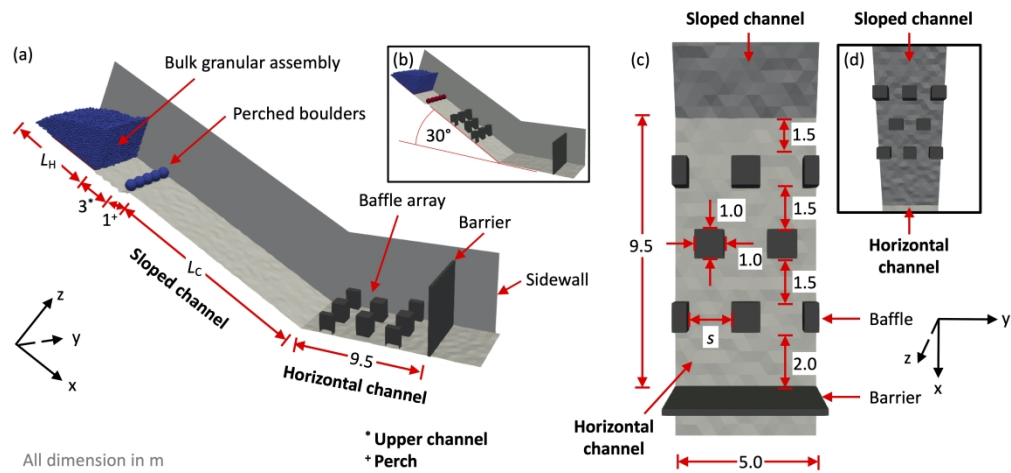 (a)
Bulk granular assembly
Perched boulders
L_H
3*
1⁺
L_C
Sloped channel
Baffle array
Barrier
Sidewall
9.5
Horizontal channel
z
y
x
* Upper channel
+ Perch
All dimension in m
(b)
30°
Sloped channel
(c)
1.5
1.0
1.5
9.5
1.0
1.5
s
2.0
Baffle
Barrier
Horizontal
channel
5.0
Sloped channel
(d)
Horizontal
channel
y
z
x